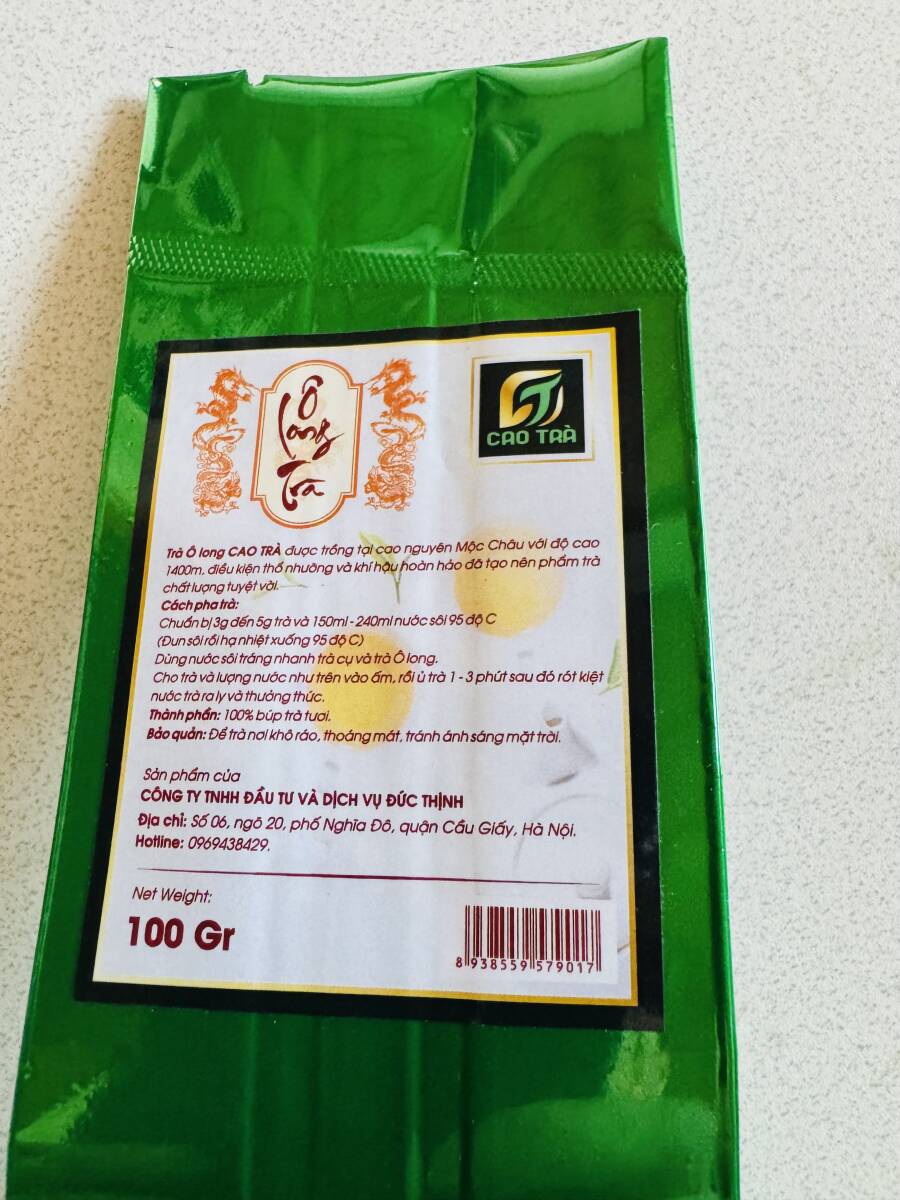 Ô
Long
Trà
CAO TRÀ
Trà Ô long CAO TRÀ được trồng tại cao nguyên Mộc Châu với độ cao
1400m, điều kiện thổ nhưỡng và khí hậu hoàn hảo đã tạo nên phẩm trà
chất lượng tuyệt vời.
Cách pha trà:
Chuẩn bị 3g đến 5g trà và 150ml - 240ml nước sôi 95 độ C
(Đun sôi rồi hạ nhiệt xuống 95 độ C)
Dùng nước sôi tráng nhanh trà cụ và trà Ô long.
Cho trà và lượng nước như trên vào ấm, rồi ủ trà 1 - 3 phút sau đó rót kiệt
nước trà ra ly và thưởng thức.
Thành phần: 100% búp trà tươi.
Bảo quản: Để trà nơi khô ráo, thoáng mát, tránh ánh sáng mặt trời.
Sản phẩm của
CÔNG TY TNHH ĐẦU TƯ VÀ DỊCH VỤ ĐỨC THỊNH
Địa chỉ: Số 06, ngõ 20, phố Nghĩa Đô, quận Cầu Giấy, Hà Nội.
Hotline: 0969438429.
Net Weight:
100 Gr
8 938559 579017